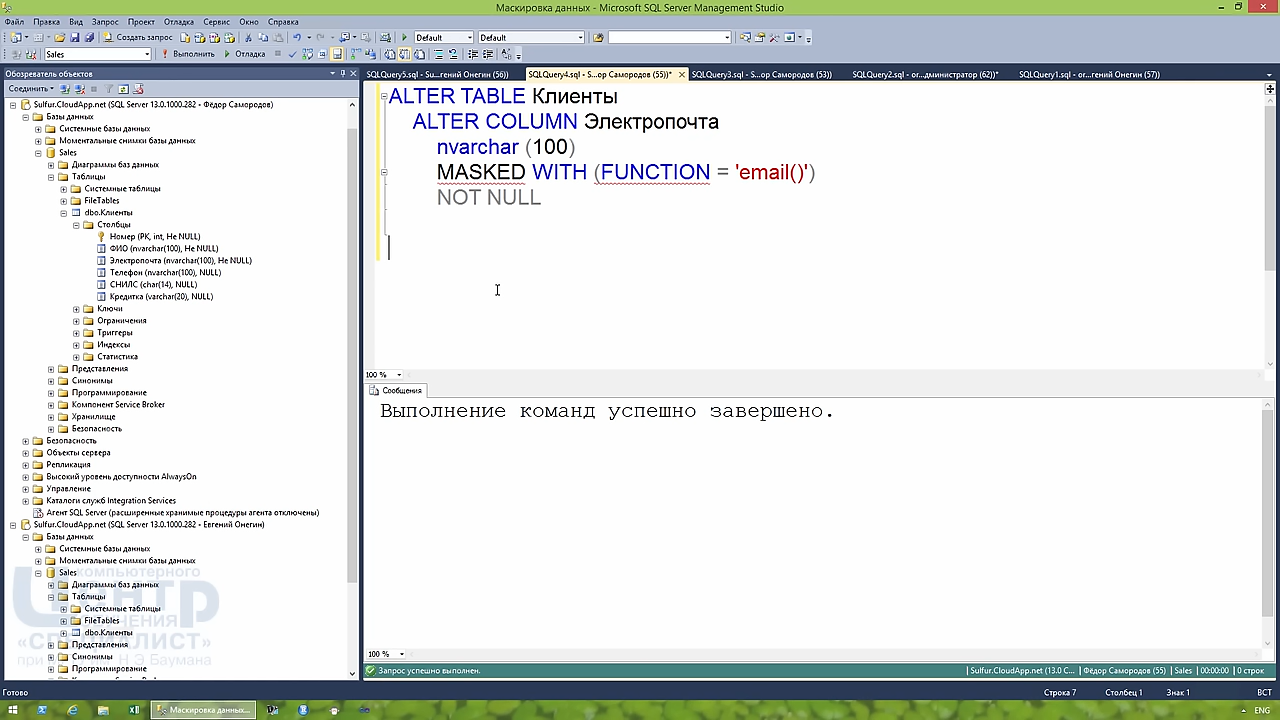 Маскировка данных - Microsoft SQL Server Management Studio
Файл Правка Вид Запрос Проект Отладка Сервис Окно Справка
Создать запрос Default Default
Sales Выполнить Отладка
Обозреватель объектов
SQLQuery5.sql - Su...гений Онегин (56))
SQLQuery4.sql - S...ор Самородов (55))*
SQLQuery3.sql - S...ор Самородов (53))
SQLQuery2.sql - or...дминистратор (62))*
SQLQuery1.sql - or...гений Онегин (57))
Соединить
Sulfur.CloudApp.net (SQL Server 13.0.1000.282 - Фёдор Самородов)
Базы данных
Системные базы данных
Моментальные снимки базы данных
Sales
Диаграммы баз данных
Таблицы
Системные таблицы
FileTables
dbo.Клиенты
Столбцы
Номер (PK, int, Не NULL)
ФИО (nvarchar(100), Не NULL)
Электропочта (nvarchar(100), Не NULL)
Телефон (nvarchar(100), NULL)
СНИЛС (char(14), NULL)
Кредитка (varchar(20), NULL)
Ключи
Ограничения
Триггеры
Индексы
Статистика
Представления
Синонимы
Программирование
Компонент Service Broker
Хранилище
Безопасность
Безопасность
Объекты сервера
Репликация
Высокий уровень доступности AlwaysOn
Управление
Каталоги служб Integration Services
Агент SQL Server (расширенные хранимые процедуры агента отключены)
Sulfur.CloudApp.net (SQL Server 13.0.1000.282 - Евгений Онегин)
Базы данных
Системные базы данных
Моментальные снимки базы данных
Sales
Диаграммы баз данных
Таблицы
Системные таблицы
FileTables
dbo.Клиенты
Представления
Синонимы
Программирование
компьютерного
Центр
«СПЕЦИАЛИСТ»
Н Э Баумана
ALTER TABLE Клиенты
ALTER COLUMN Электропочта
nvarchar (100)
MASKED WITH (FUNCTION = 'email()')
NOT NULL
100 %
Сообщения
Выполнение команд успешно завершено.
100 %
Запрос успешно выполнен.
Sulfur.CloudApp.net (13.0 C... Фёдор Самородов (55) Sales 00:00:00 0 строк
Готово Строка 7 Столбец 1 Знак 1 ВСТ
Маскировка данных... ENG